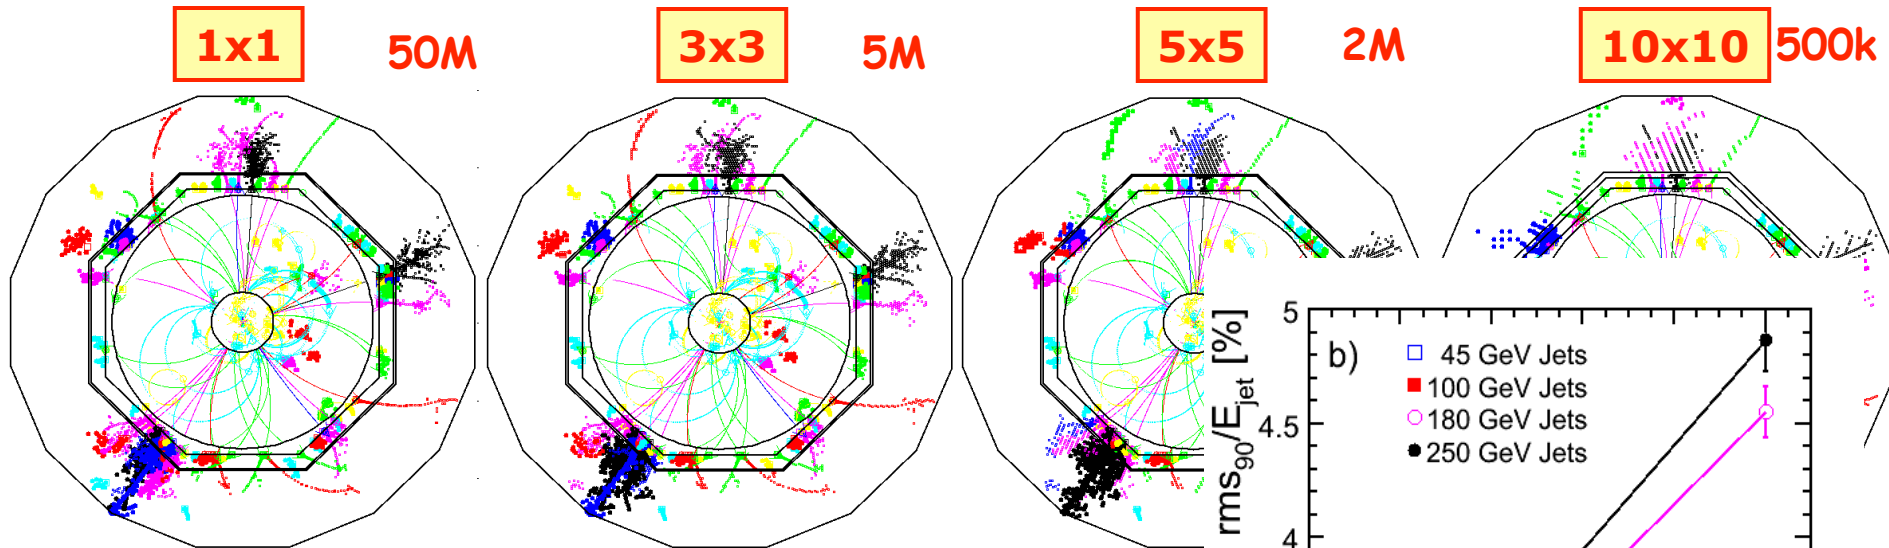 1x1 50M 3x3 5M 5x5 2M 10x10 500k
rms90/Ejet [%]
5
b)
45 GeV Jets
100 GeV Jets
180 GeV Jets
250 GeV Jets
4.5
4